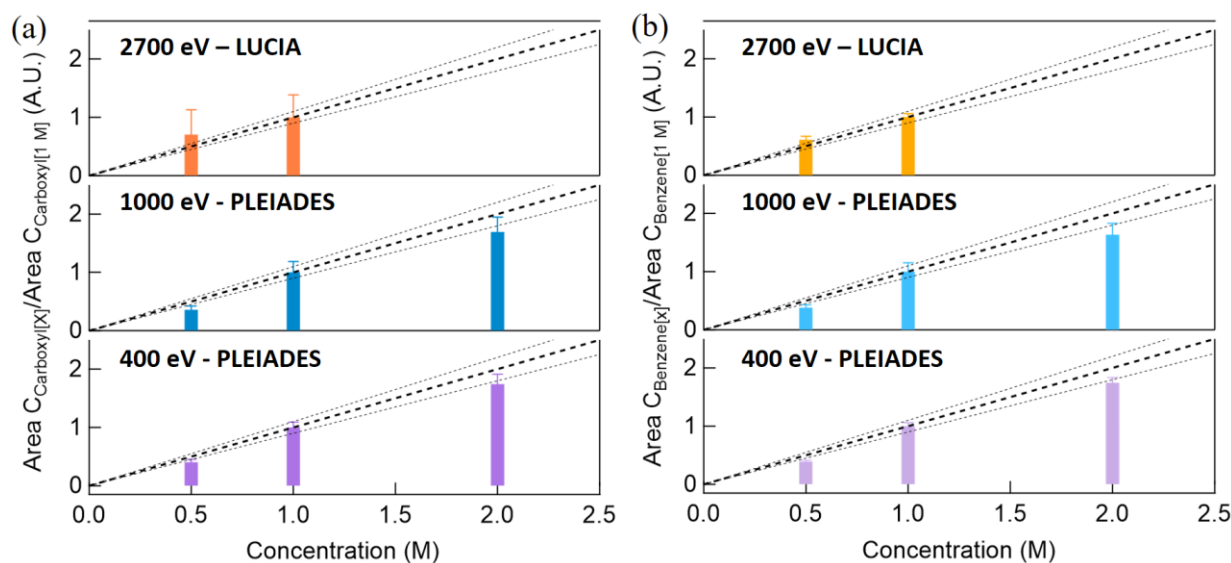 (a)
Area C_Carboxyl[X]/Area C_Carboxyl[1 M] (A.U.)
2700 eV – LUCIA
2
1
0
1000 eV - PLEIADES
2
1
0
400 eV - PLEIADES
2
1
0
0.0 0.5 1.0 1.5 2.0 2.5
Concentration (M)
(b)
Area C_Benzene[x]/Area C_Benzene[1 M] (A.U.)
2700 eV – LUCIA
2
1
0
1000 eV - PLEIADES
2
1
0
400 eV - PLEIADES
2
1
0
0.0 0.5 1.0 1.5 2.0 2.5
Concentration (M)